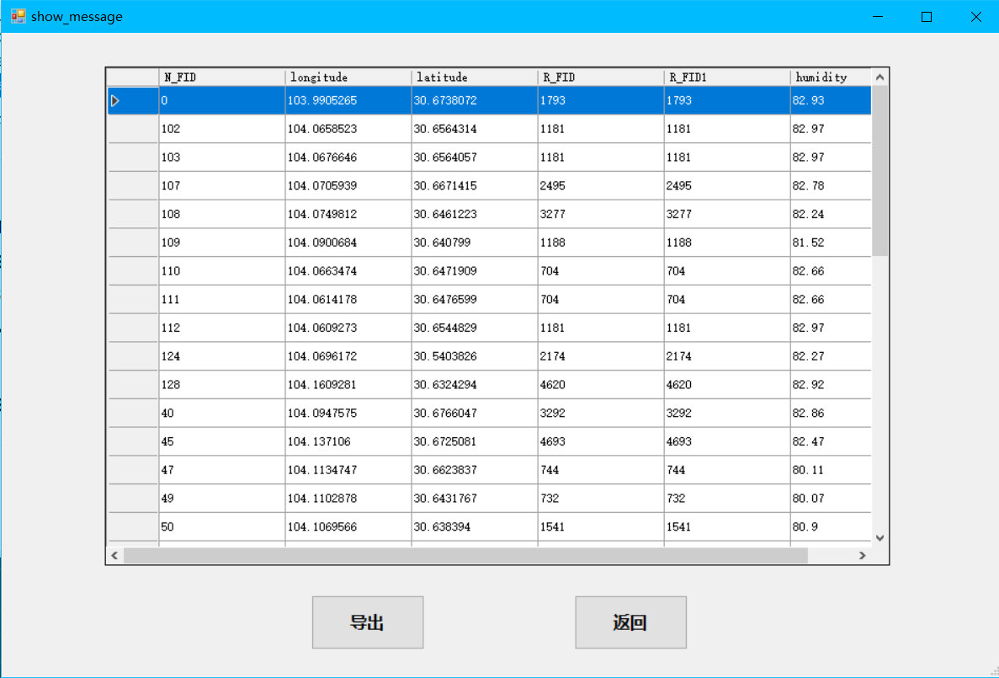 show_message
N_FID longitude latitude R_FID R_FID1 humidity
0 103.9905265 30.6738072 1793 1793 82.93
102 104.0658523 30.6564314 1181 1181 82.97
103 104.0676646 30.6564057 1181 1181 82.97
107 104.0705939 30.6671415 2495 2495 82.78
108 104.0749812 30.6461223 3277 3277 82.24
109 104.0900684 30.640799 1188 1188 81.52
110 104.0663474 30.6471909 704 704 82.66
111 104.0614178 30.6476599 704 704 82.66
112 104.0609273 30.6544829 1181 1181 82.97
124 104.0696172 30.5403826 2174 2174 82.27
128 104.1609281 30.6324294 4620 4620 82.92
40 104.0947575 30.6766047 3292 3292 82.86
45 104.137106 30.6725081 4693 4693 82.47
47 104.1134747 30.6623837 744 744 80.11
49 104.1102878 30.6431767 732 732 80.07
50 104.1069566 30.638394 1541 1541 80.9
导出 返回